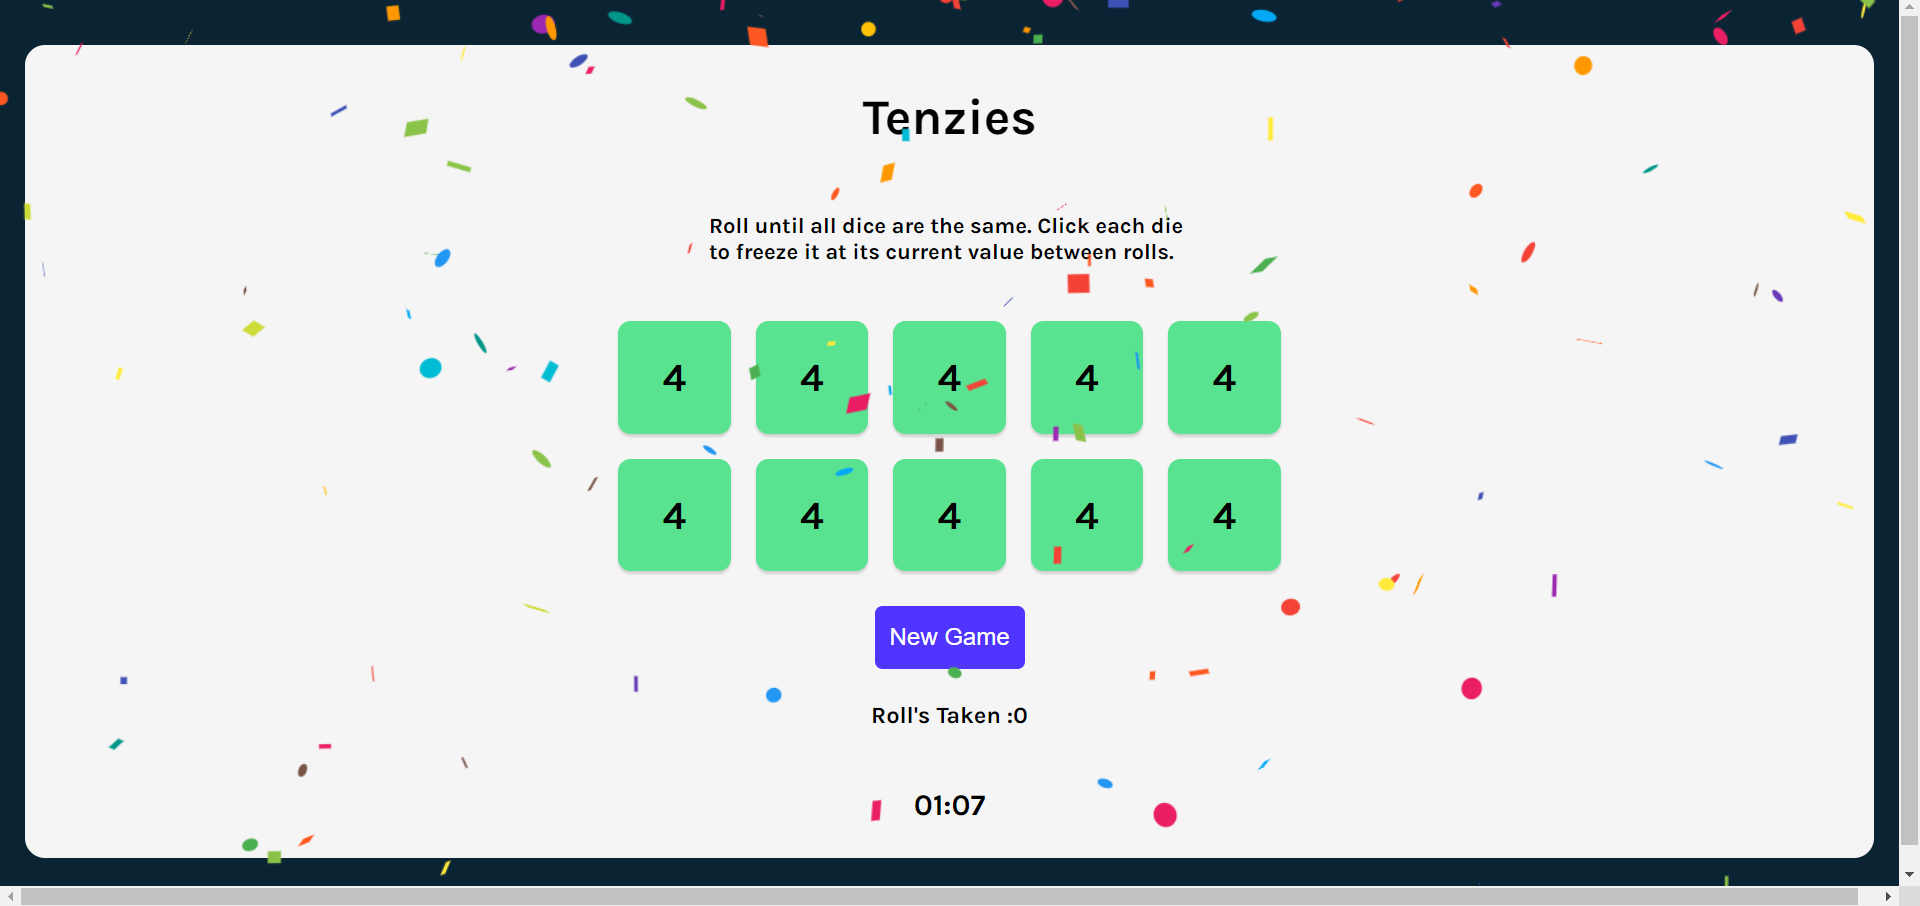 Tenzies
Roll until all dice are the same. Click each die
to freeze it at its current value between rolls.
4 4 4 4 4
4 4 4 4 4
New Game
Roll's Taken :0
01:07